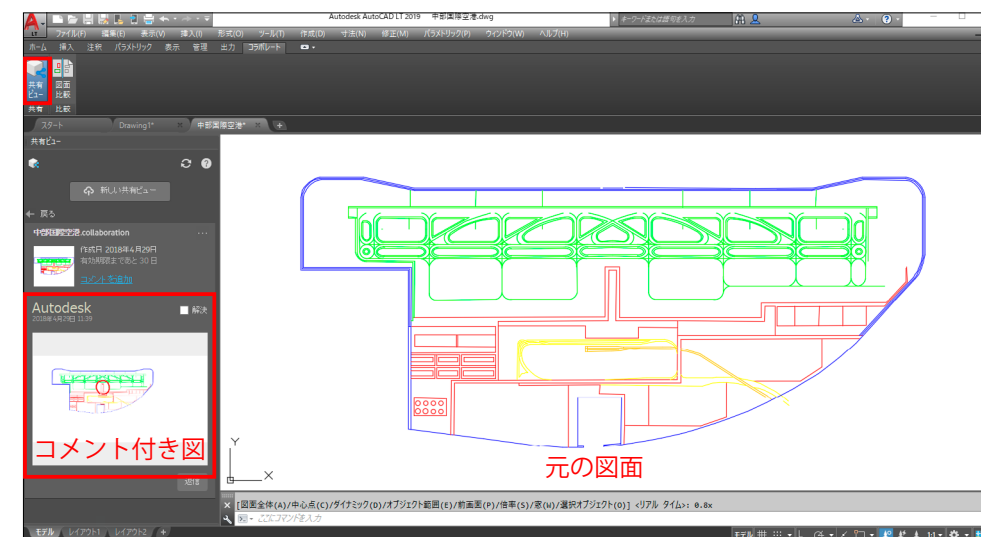 Autodesk AutoCAD LT 2019 中部国際空港.dwg
キーワードまたは語句を入力
LT ファイル(F) 編集(E) 表示(V) 挿入(I) 形式(O) ツール(T) 作成(D) 寸法(N) 修正(M) パラメトリック(P) ウィンドウ(W) ヘルプ(H)
ホーム 挿入 注釈 パラメトリック 表示 管理 出力 コラボレート
共有 図面
ビュー 比較
共有 比較
スタート Drawing1* 中部国際空港*
共有ビュー
新しい共有ビュー
戻る
中部国際空港.collaboration
作成日 2018年4月29日
有効期限まであと 30 日
コメントを追加
Autodesk
解決
2018年4月29日 11:39
コメント付き図
返信
元の図面
Y
X
[図面全体(A)/中心点(C)/ダイナミック(D)/オブジェクト範囲(E)/前画面(P)/倍率(S)/窓(W)/選択オブジェクト(O)] <リアル タイム>: 0.8x
ここにコマンドを入力
モデル レイアウト1 レイアウト2 +
モデル
1:1